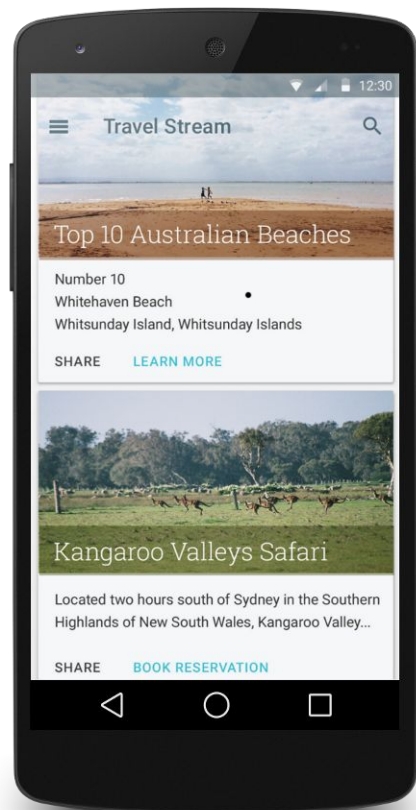 12:30
Travel Stream
Top 10 Australian Beaches
Number 10
Whitehaven Beach
Whitsunday Island, Whitsunday Islands
SHARE LEARN MORE
Kangaroo Valleys Safari
Located two hours south of Sydney in the Southern
Highlands of New South Wales, Kangaroo Valley...
SHARE BOOK RESERVATION